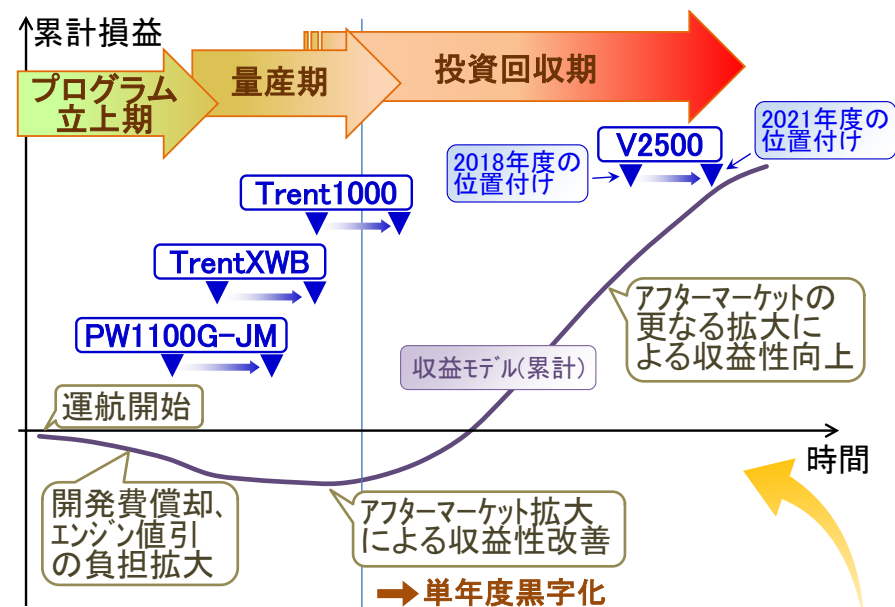 累計損益
プログラム
立上期
量産期
投資回収期
2018年度の
位置付け
V2500
2021年度の
位置付け
Trent1000
TrentXWB
PW1100G-JM
アフターマーケットの
更なる拡大に
よる収益性向上
収益モデル(累計)
運航開始
時間
開発費償却、
エンジン値引
の負担拡大
アフターマーケット拡大
による収益性改善
単年度黒字化